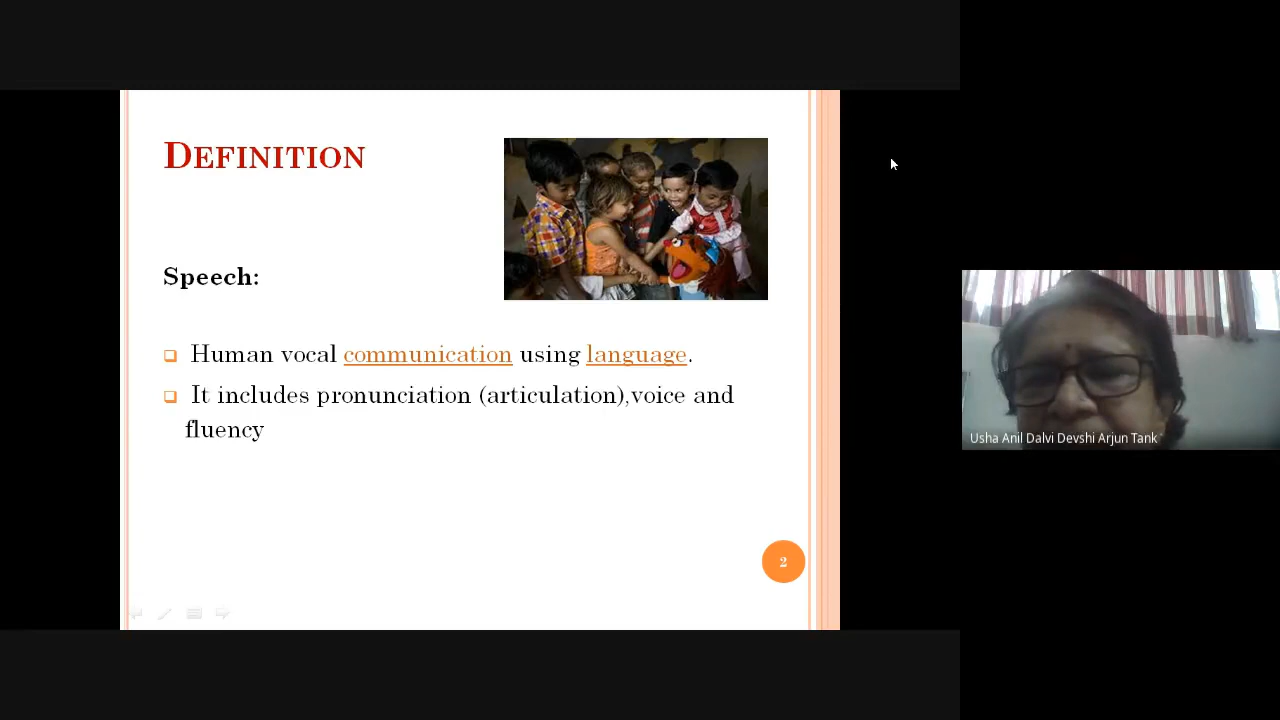 DEFINITION
Speech:
Human vocal communication using language.
It includes pronunciation (articulation),voice and
fluency
2
Usha Anil Dalvi Devshi Arjun Tank